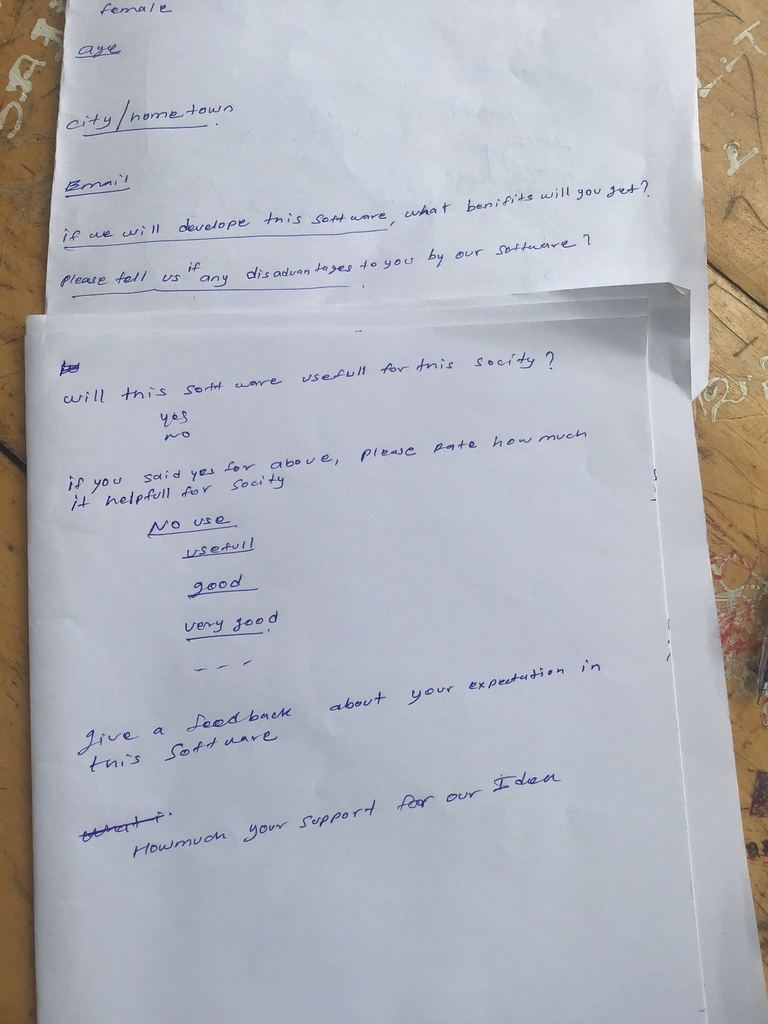 female
age
city/hometown
Email
if we will develope this software, what benifits will you get?
please tell us if any disadvantages to you by our software?
will this software usefull for this socity?
yes
no
if you said yes for above, please rate how much
it helpfull for socity
No use
usefull
good
very good
---
give a feedback about your expectation in
this software
what i.
Howmuch your support for our Idea